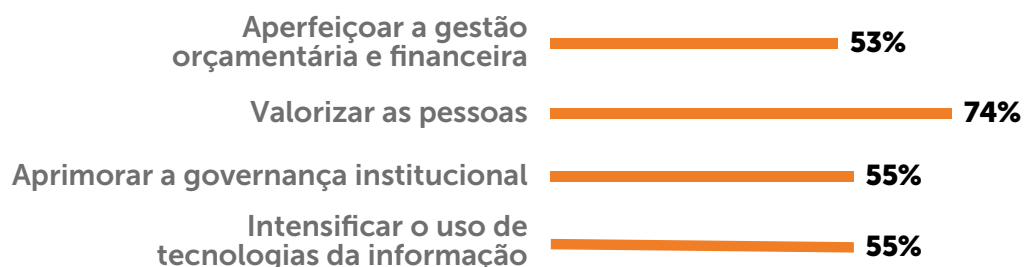 Aperfeiçoar a gestão
orçamentária e financeira
53%
Valorizar as pessoas
74%
Aprimorar a governança institucional
55%
Intensificar o uso de
tecnologias da informação
55%